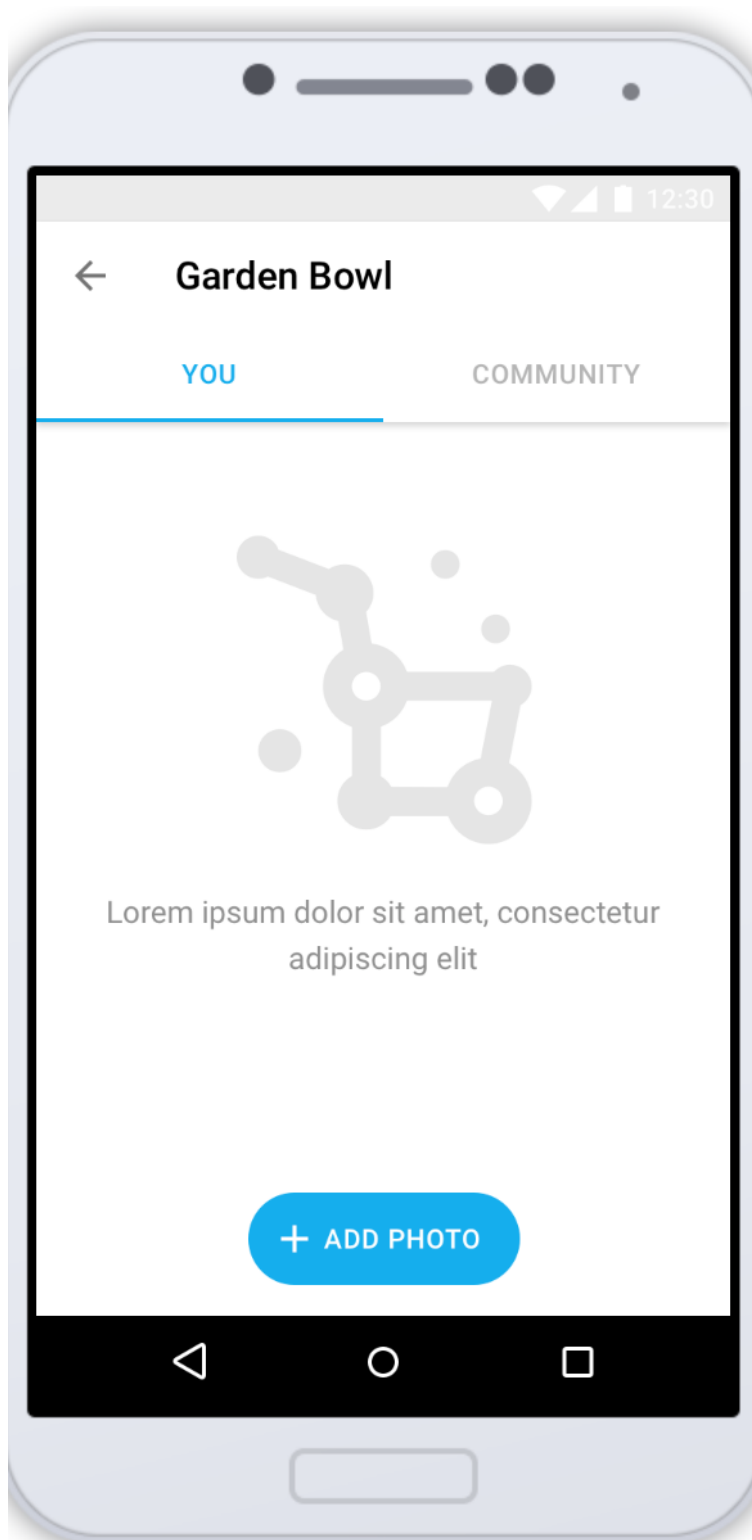 12:30
Garden Bowl
YOU
COMMUNITY
Lorem ipsum dolor sit amet, consectetur
adipiscing elit
+ ADD PHOTO